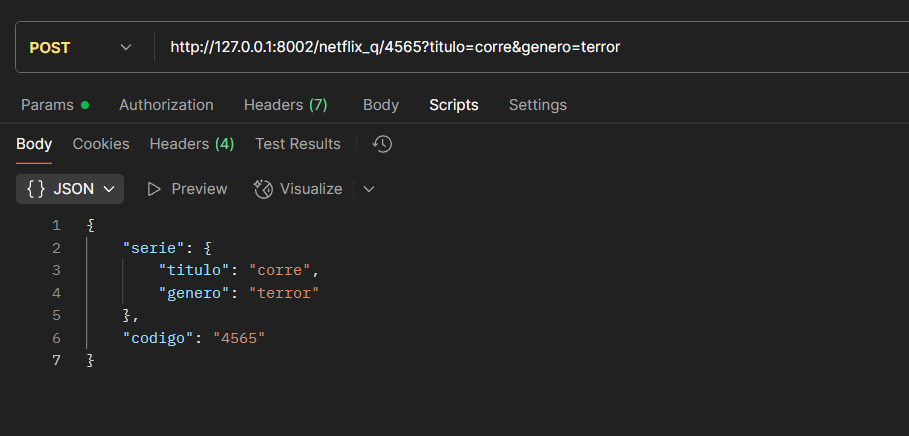 POST http://127.0.0.1:8002/netflix_q/4565?titulo=corre&genero=terror
Params Authorization Headers (7) Body Scripts Settings
Body Cookies Headers (4) Test Results
{} JSON Preview Visualize
1 {
2 "serie": {
3 "titulo": "corre",
4 "genero": "terror"
5 },
6 "codigo": "4565"
7 }